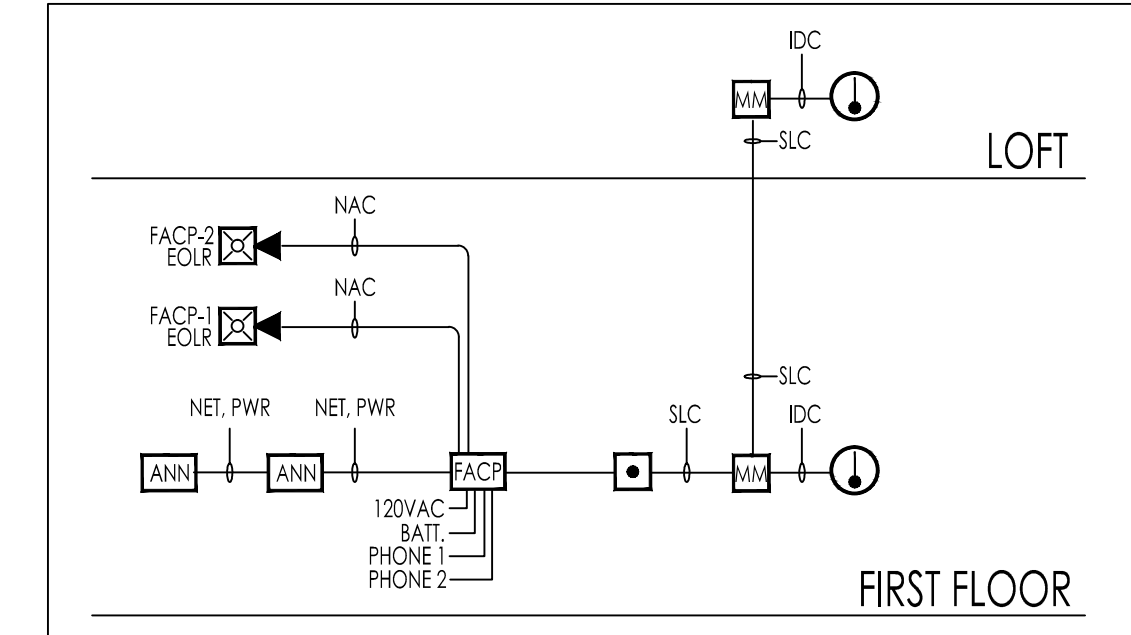 IDC
MM
SLC
LOFT
NAC
FACP-2
EOLR
NAC
FACP-1
EOLR
SLC
NET, PWR
NET, PWR
SLC
IDC
ANN
ANN
FACP
MM
120VAC
BATT.
PHONE 1
PHONE 2
FIRST FLOOR